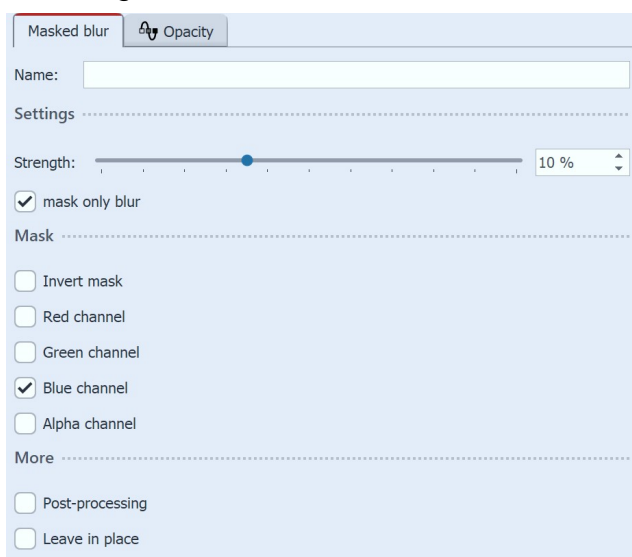 Masked blur Opacity
Name:
Settings
Strength: 10 %
mask only blur
Mask
Invert mask
Red channel
Green channel
Blue channel
Alpha channel
More
Post-processing
Leave in place